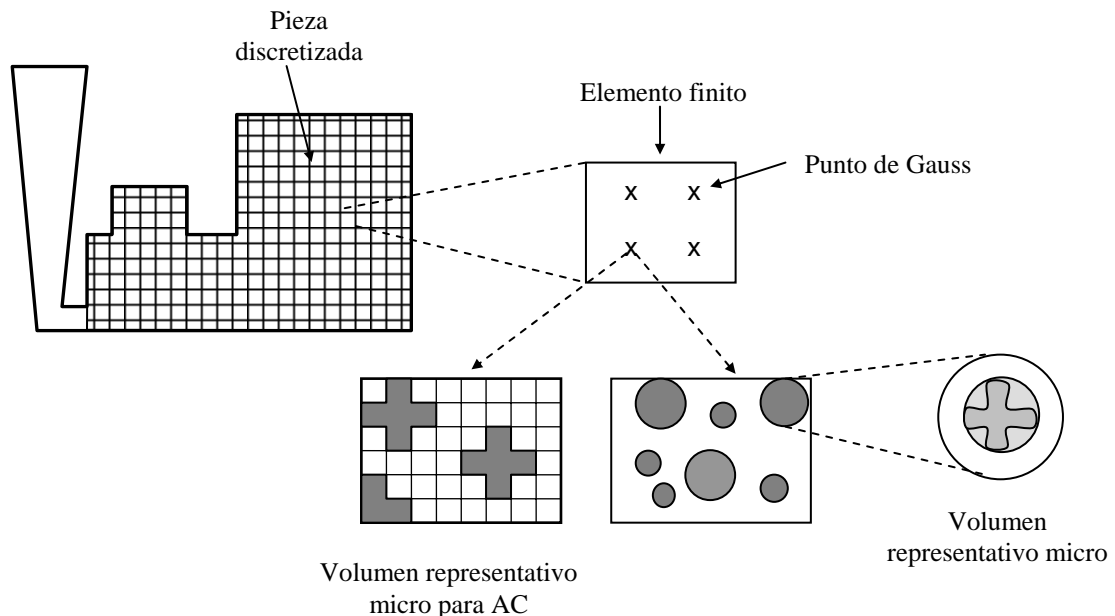 Pieza
discretizada
Elemento finito
Punto de Gauss
x x
x x
Volumen representativo
micro para AC
Volumen
representativo micro